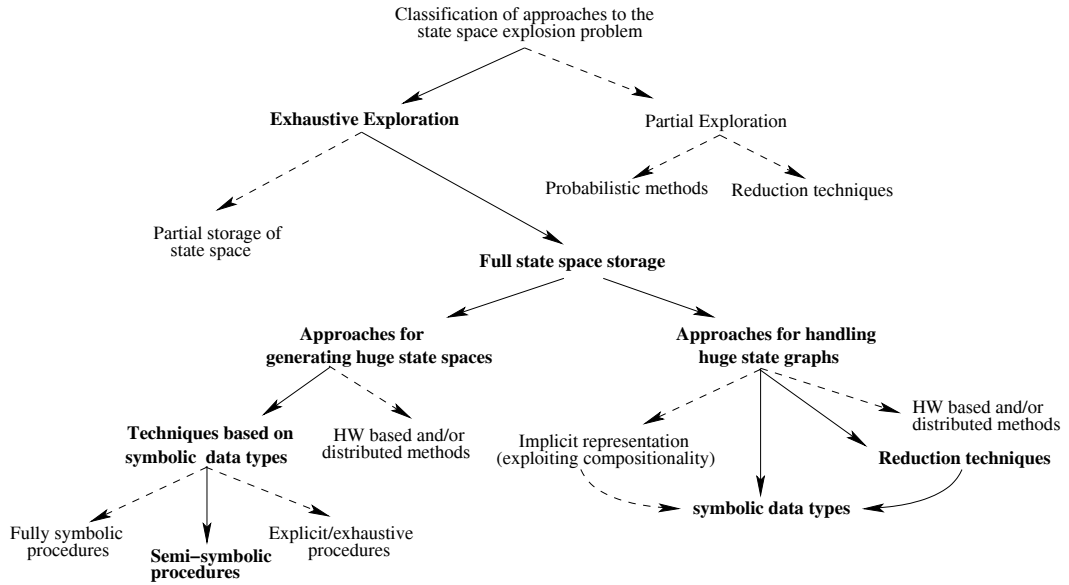 Classification of approaches to the
state space explosion problem
Exhaustive Exploration
Partial Exploration
Probabilistic methods
Reduction techniques
Partial storage of
state space
Full state space storage
Approaches for
generating huge state spaces
Approaches for handling
huge state graphs
Techniques based on
symbolic data types
HW based and/or
distributed methods
Implicit representation
(exploiting compositionality)
HW based and/or
distributed methods
Reduction techniques
symbolic data types
Fully symbolic
procedures
Semi-symbolic
procedures
Explicit/exhaustive
procedures